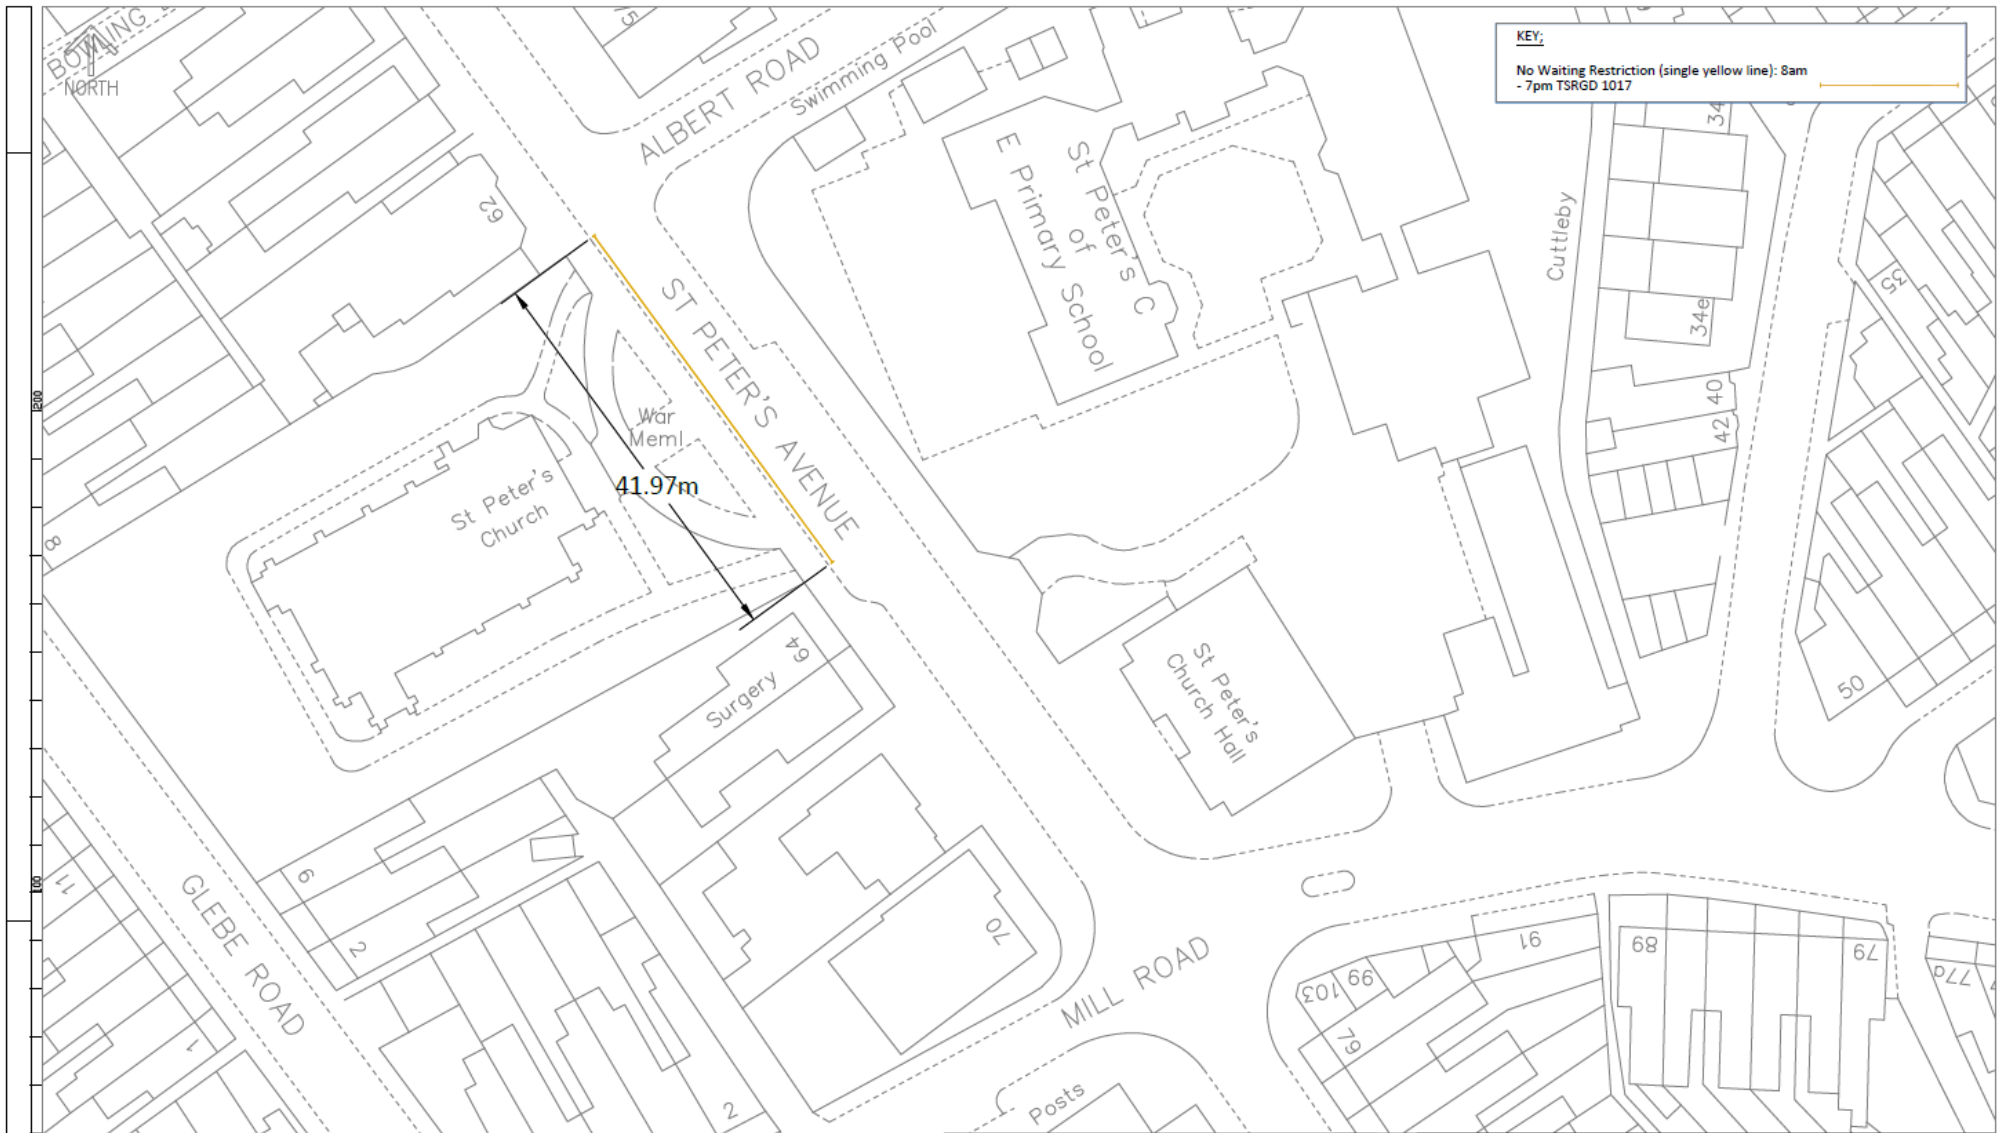 BOWLING
NORTH
75
ALBERT ROAD
Swimming Pool
KEY;
No Waiting Restriction (single yellow line): 8am
- 7pm TSRGD 1017
34
62
St Peter's C
of
E Primary School
Cuttleby
35
34e
ST PETER'S AVENUE
War
Meml
40
42
200
41.97m
St Peter's
Church
8
64
Surgery
St Peter's
Church Hall
50
100
11
9
2
GLEBE ROAD
1
70
MILL ROAD
91
99
103
79
89
79
77a
2
Posts